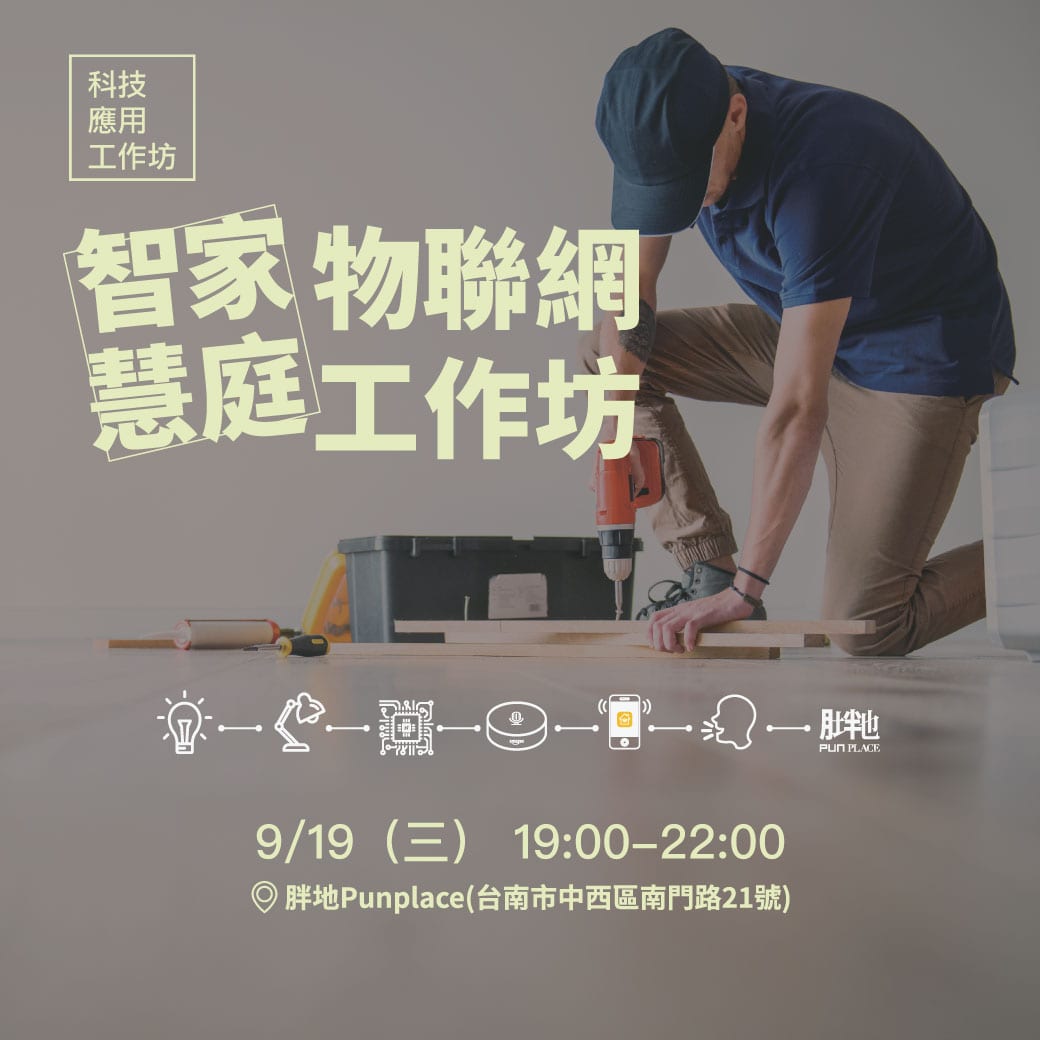 科技
應用
工作坊
智慧家庭 物聯網
工作坊
胖地
PUN PLACE
9/19（三） 19:00–22:00
胖地Punplace(台南市中西區南門路21號)